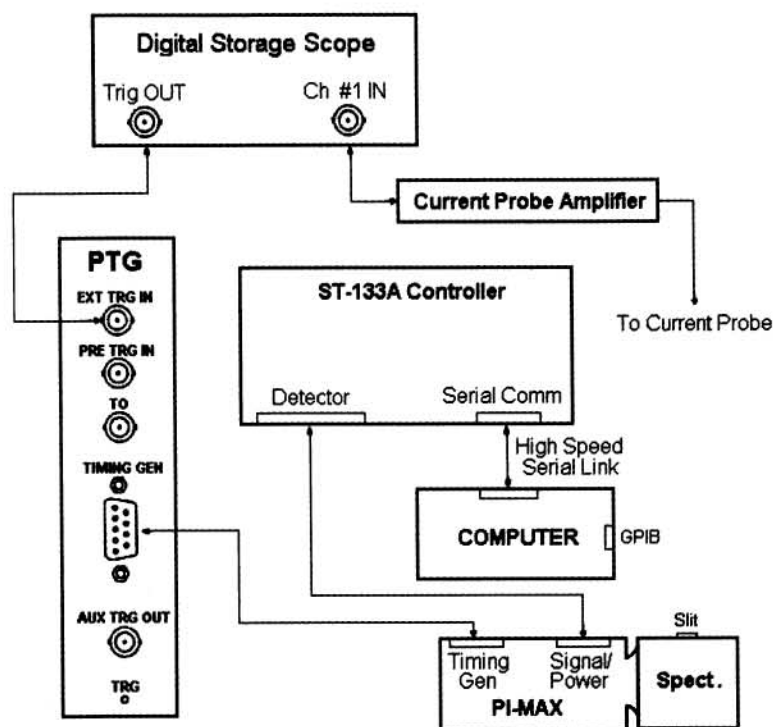 Digital Storage Scope
Trig OUT
Ch #1 IN
Current Probe Amplifier
To Current Probe
PTG
EXT TRG IN
PRE TRG IN
TO
TIMING GEN
AUX TRG OUT
TRG
ST-133A Controller
Detector
Serial Comm
High Speed
Serial Link
COMPUTER
GPIB
Timing
Gen
Signal/
Power
PI-MAX
Slit
Spect.